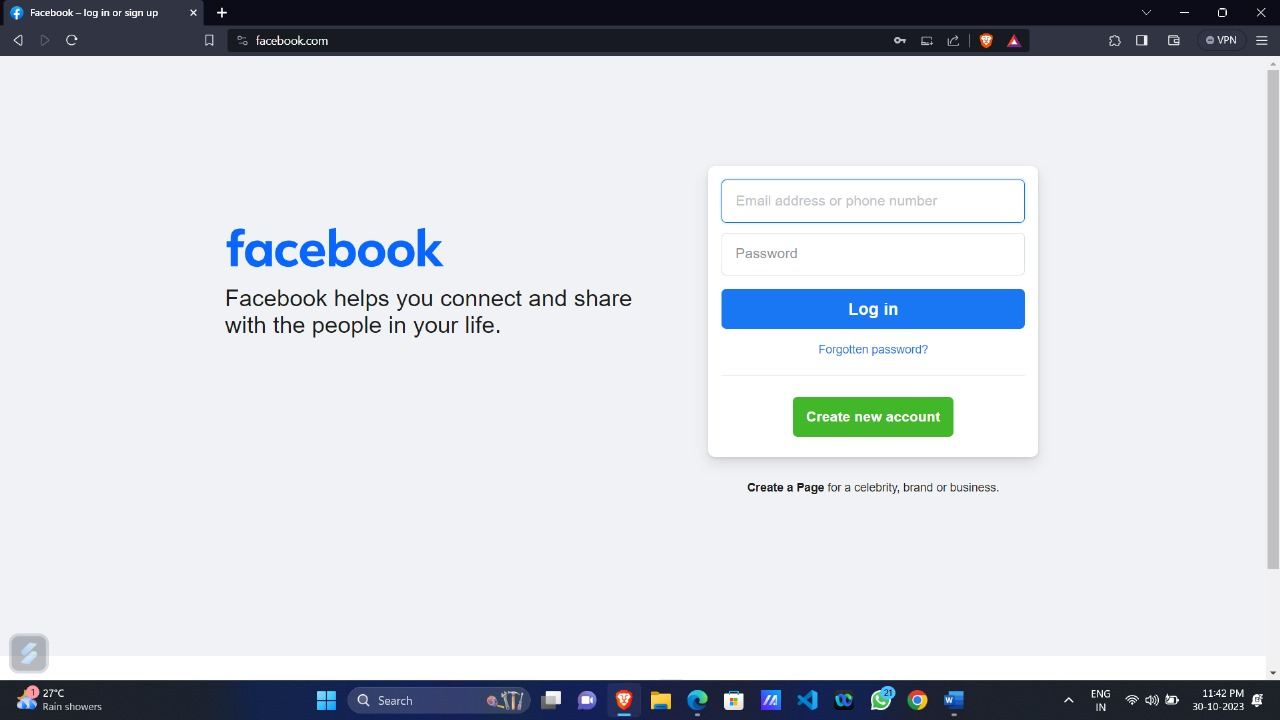 Facebook – log in or sign up
facebook.com
VPN
Email address or phone number
facebook
Password
Facebook helps you connect and share
with the people in your life.
Log in
Forgotten password?
Create new account
Create a Page for a celebrity, brand or business.
1
27°C
Rain showers
Search
21
W
ENG
IN
11:42 PM
30-10-2023